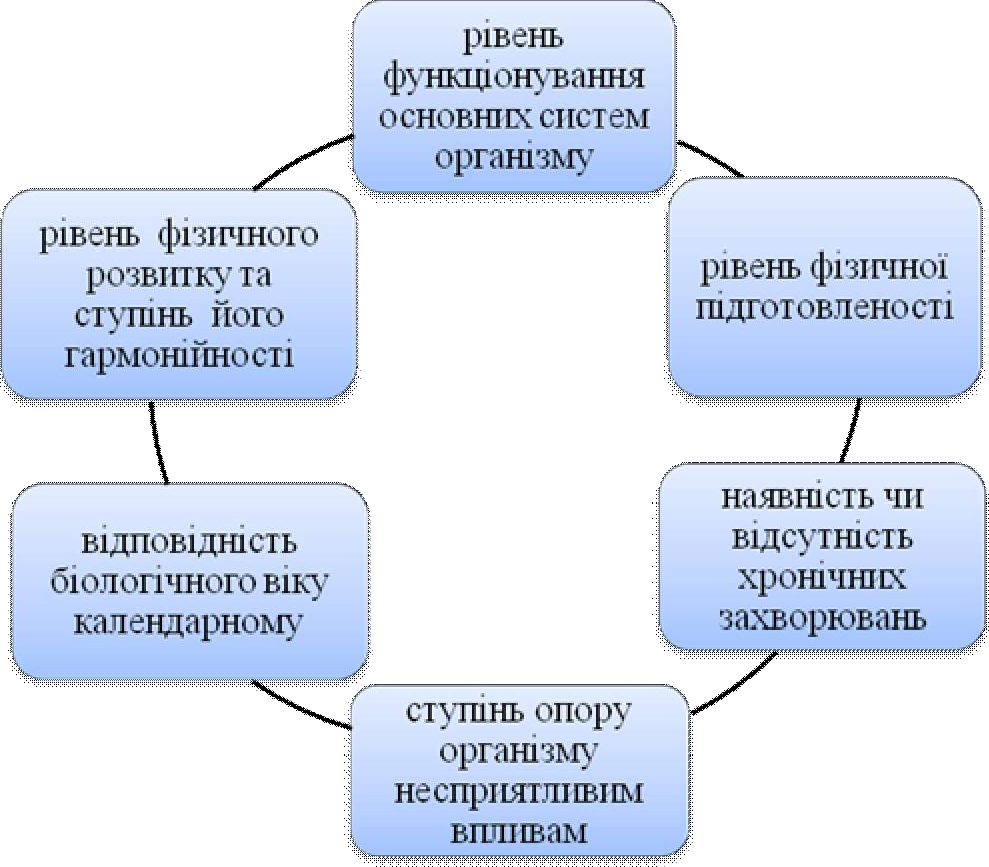 рівень
функціонування
основних систем
організму
рівень фізичної
підготовленості
наявність чи
відсутність
хронічних
захворювань
ступінь опору
організму
несприятливим
впливам
відповідність
біологічного віку
календарному
рівень фізичного
розвитку та
ступінь його
гармонійності